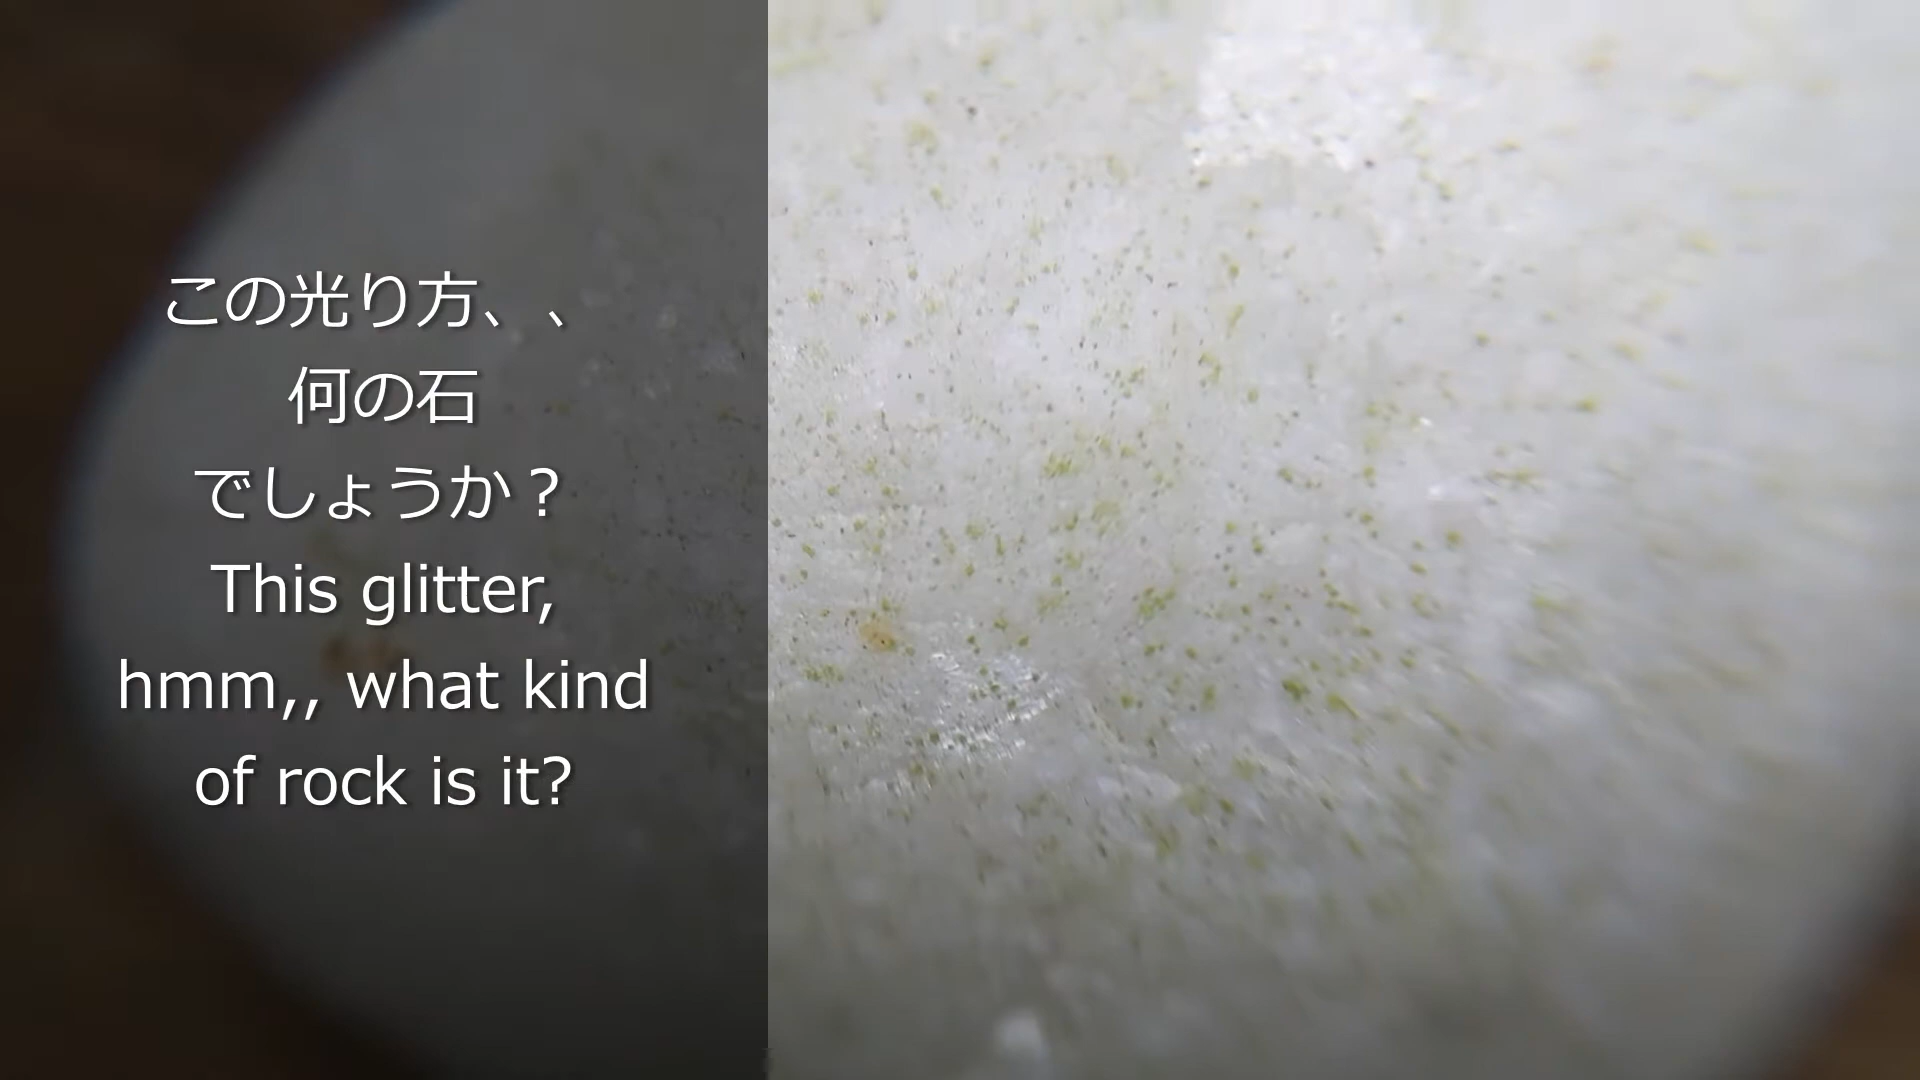 この光り方、、
何の石
でしょうか？
This glitter,
hmm,, what kind
of rock is it?